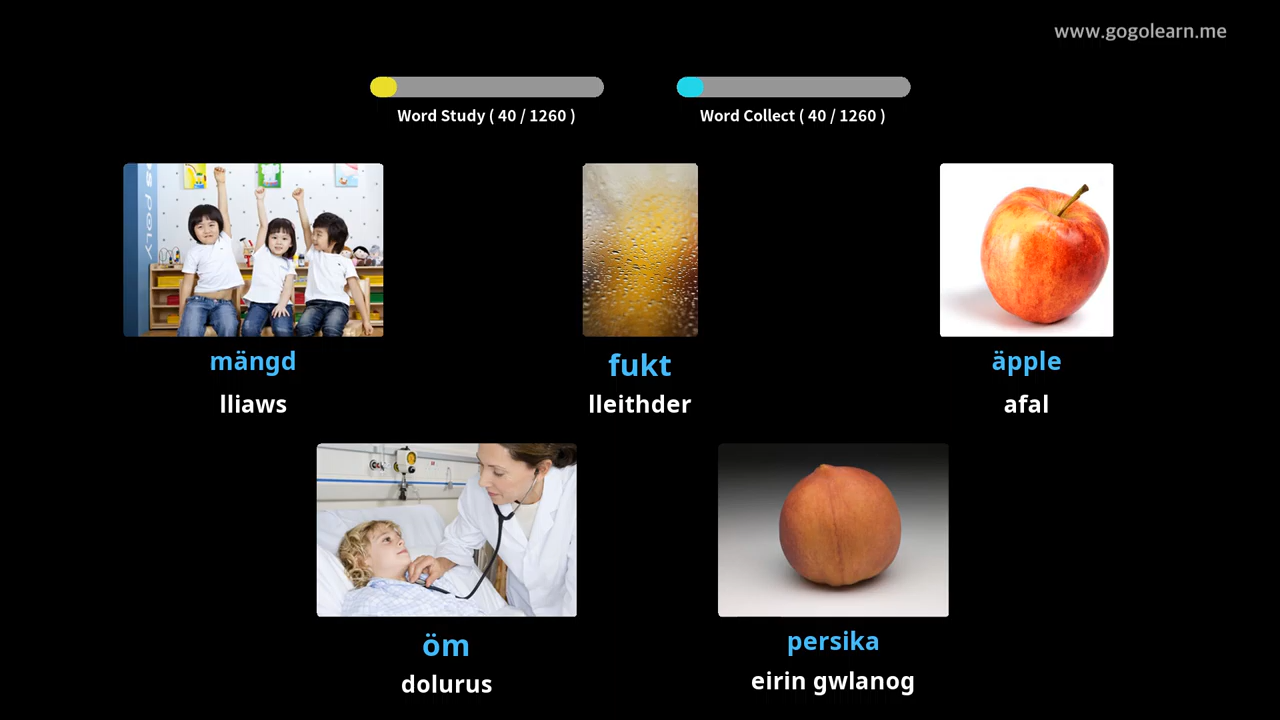 www.gogolearn.me
Word Study ( 40 / 1260 )
Word Collect ( 40 / 1260 )
POLY
mängd
fukt
äpple
lliaws
lleithder
afal
öm
persika
dolurus
eirin gwlanog